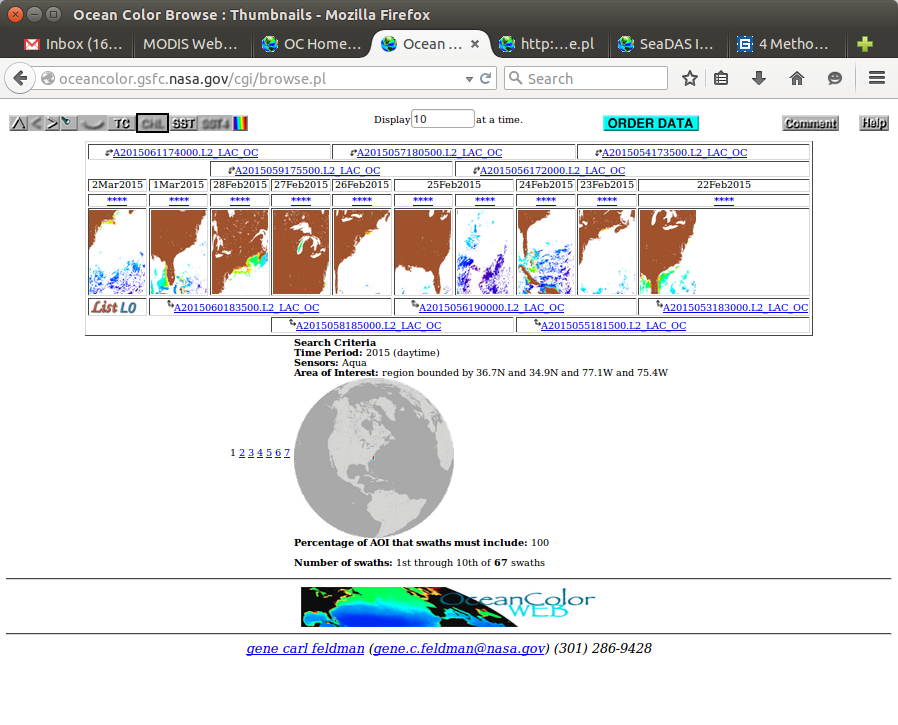 Ocean Color Browse : Thumbnails - Mozilla Firefox
Inbox (16... MODIS Web... OC Home... Ocean ... http:...e.pl SeaDAS I... 4 Metho...
oceancolor.gsfc.nasa.gov/cgi/browse.pl Search
TC CHL SST SST4 Display 10 at a time. ORDER DATA Comment Help
A2015061174000.L2_LAC_OC A2015057180500.L2_LAC_OC A2015054173500.L2_LAC_OC
A2015059175500.L2_LAC_OC A2015056172000.L2_LAC_OC
2Mar2015 1Mar2015 28Feb2015 27Feb2015 26Feb2015 25Feb2015 24Feb2015 23Feb2015 22Feb2015
**** **** **** **** **** **** **** **** **** ****
List L0 A2015060183500.L2_LAC_OC A2015056190000.L2_LAC_OC A2015053183000.L2_LAC_OC
A2015058185000.L2_LAC_OC A2015055181500.L2_LAC_OC
Search Criteria
Time Period: 2015 (daytime)
Sensors: Aqua
Area of Interest: region bounded by 36.7N and 34.9N and 77.1W and 75.4W
1 2 3 4 5 6 7
Percentage of AOI that swaths must include: 100
Number of swaths: 1st through 10th of 67 swaths
OceanColor
WEB
gene carl feldman (gene.c.feldman@nasa.gov) (301) 286-9428